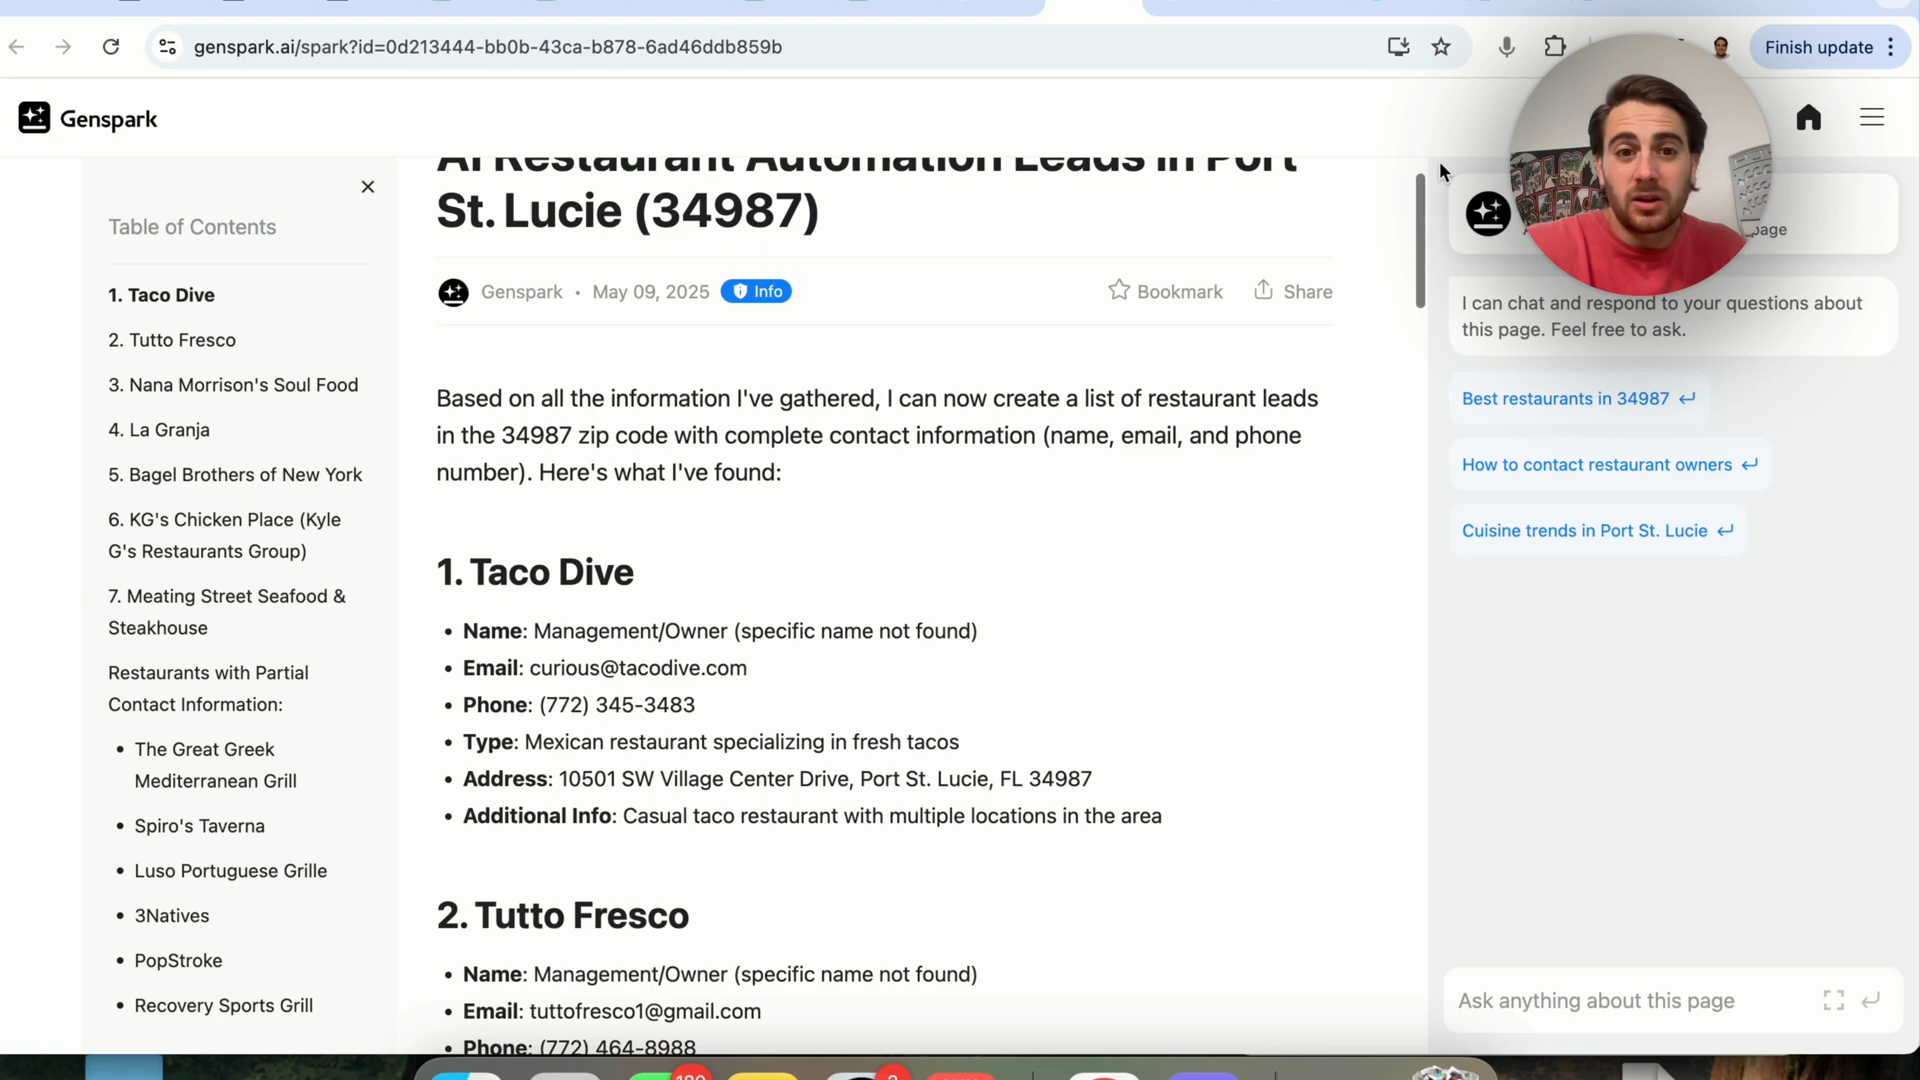 genspark.ai/spark?id=0d213444-bb0b-43ca-b878-6ad46ddb859b
Finish update
Genspark
AI Restaurant Automation Leads in Port
St. Lucie (34987)
Table of Contents
1. Taco Dive
2. Tutto Fresco
3. Nana Morrison's Soul Food
4. La Granja
5. Bagel Brothers of New York
6. KG's Chicken Place (Kyle
G's Restaurants Group)
7. Meating Street Seafood &
Steakhouse
Restaurants with Partial
Contact Information:
• The Great Greek
Mediterranean Grill
• Spiro's Taverna
• Luso Portuguese Grille
• 3Natives
• PopStroke
• Recovery Sports Grill
Genspark • May 09, 2025 Info
Bookmark
Share
Based on all the information I've gathered, I can now create a list of restaurant leads
in the 34987 zip code with complete contact information (name, email, and phone
number). Here's what I've found:
1. Taco Dive
• Name: Management/Owner (specific name not found)
• Email: curious@tacodive.com
• Phone: (772) 345-3483
• Type: Mexican restaurant specializing in fresh tacos
• Address: 10501 SW Village Center Drive, Port St. Lucie, FL 34987
• Additional Info: Casual taco restaurant with multiple locations in the area
2. Tutto Fresco
• Name: Management/Owner (specific name not found)
• Email: tuttofresco1@gmail.com
• Phone: (772) 464-8988
page
I can chat and respond to your questions about
this page. Feel free to ask.
Best restaurants in 34987
How to contact restaurant owners
Cuisine trends in Port St. Lucie
Ask anything about this page